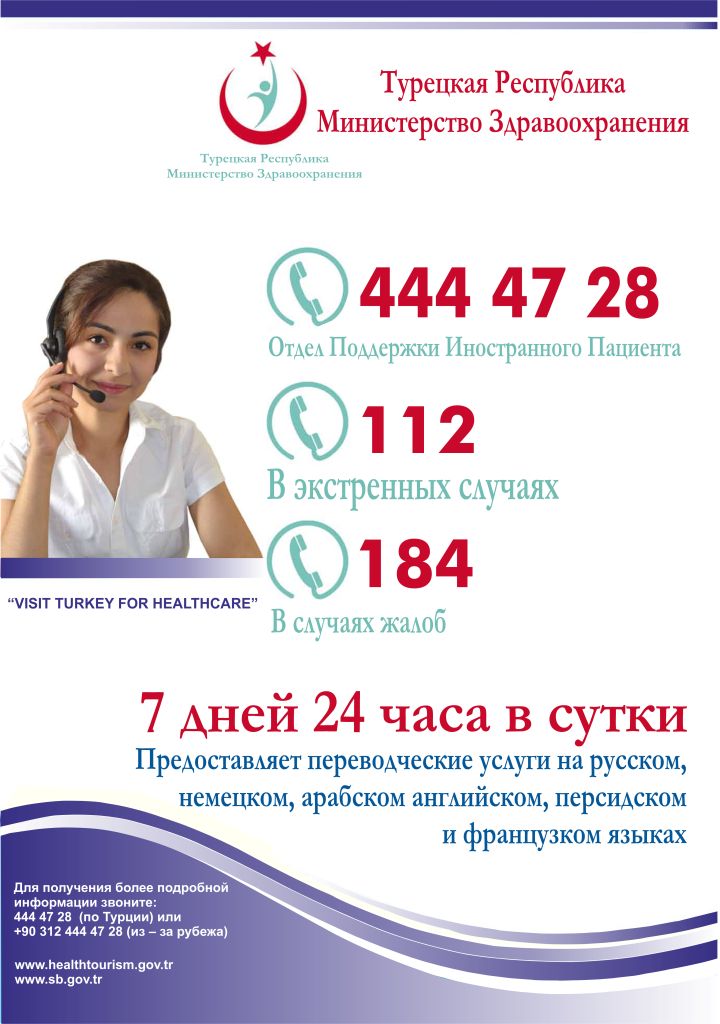 Турецкая Республика
Министерство Здравоохранения
Турецкая Республика
Министерство Здравоохранения
444 47 28
Отдел Поддержки Иностранного Пациента
112
В экстренных случаях
184
В случаях жалоб
“VISIT TURKEY FOR HEALTHCARE”
7 дней 24 часа в сутки
Предоставляет переводческие услуги на русском,
немецком, арабском английском, персидском
и французком языках
Для получения более подробной
информации звоните:
444 47 28 (по Турции) или
+90 312 444 47 28 (из – за рубежа)
www.healthtourism.gov.tr
www.sb.gov.tr